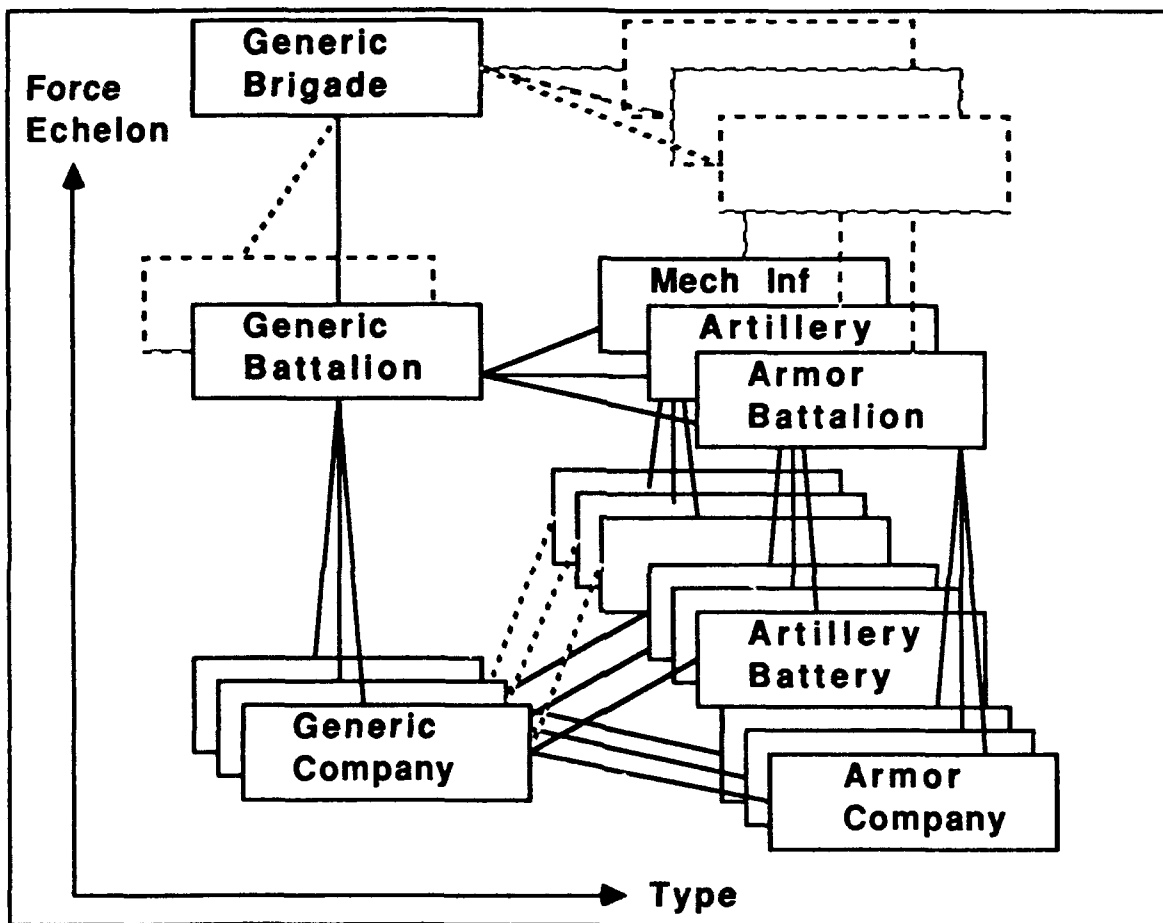 Generic
Brigade
Force
Echelon
Mech Inf
Generic
Battalion
Artillery
Armor
Battalion
Artillery
Battery
Generic
Company
Armor
Company
Type